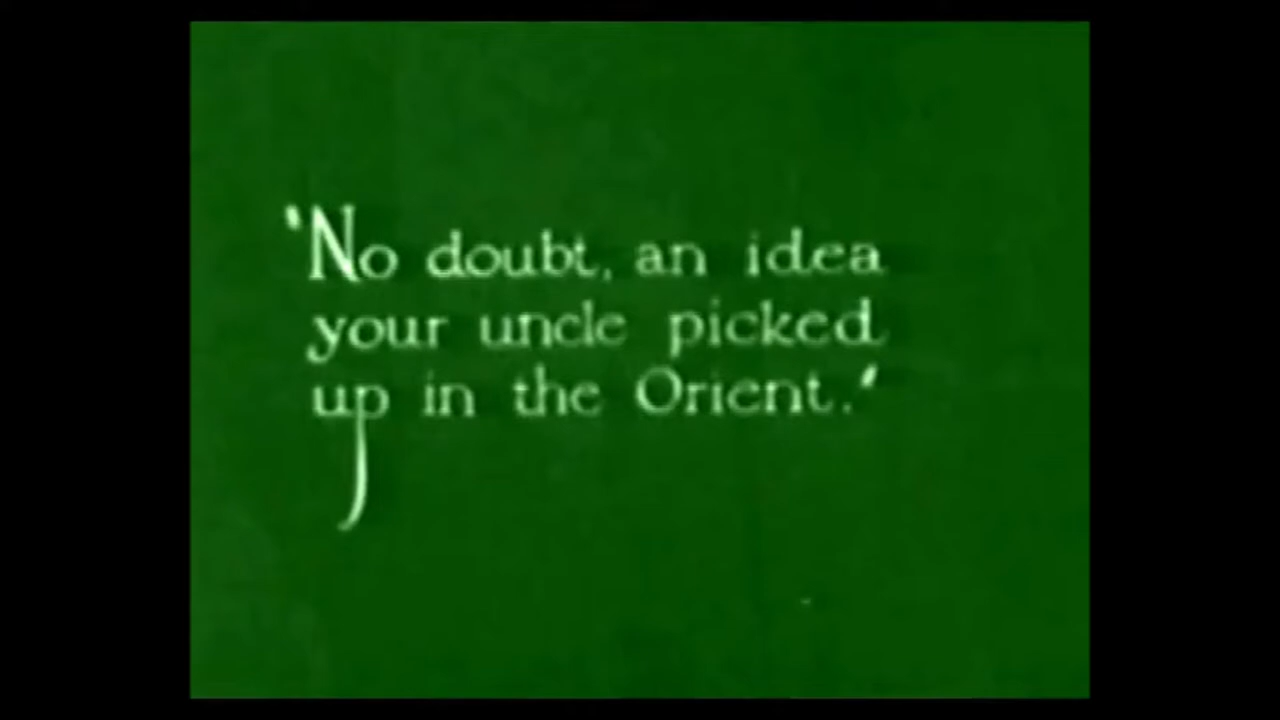 'No doubt, an idea
your uncle picked
up in the Orient.'